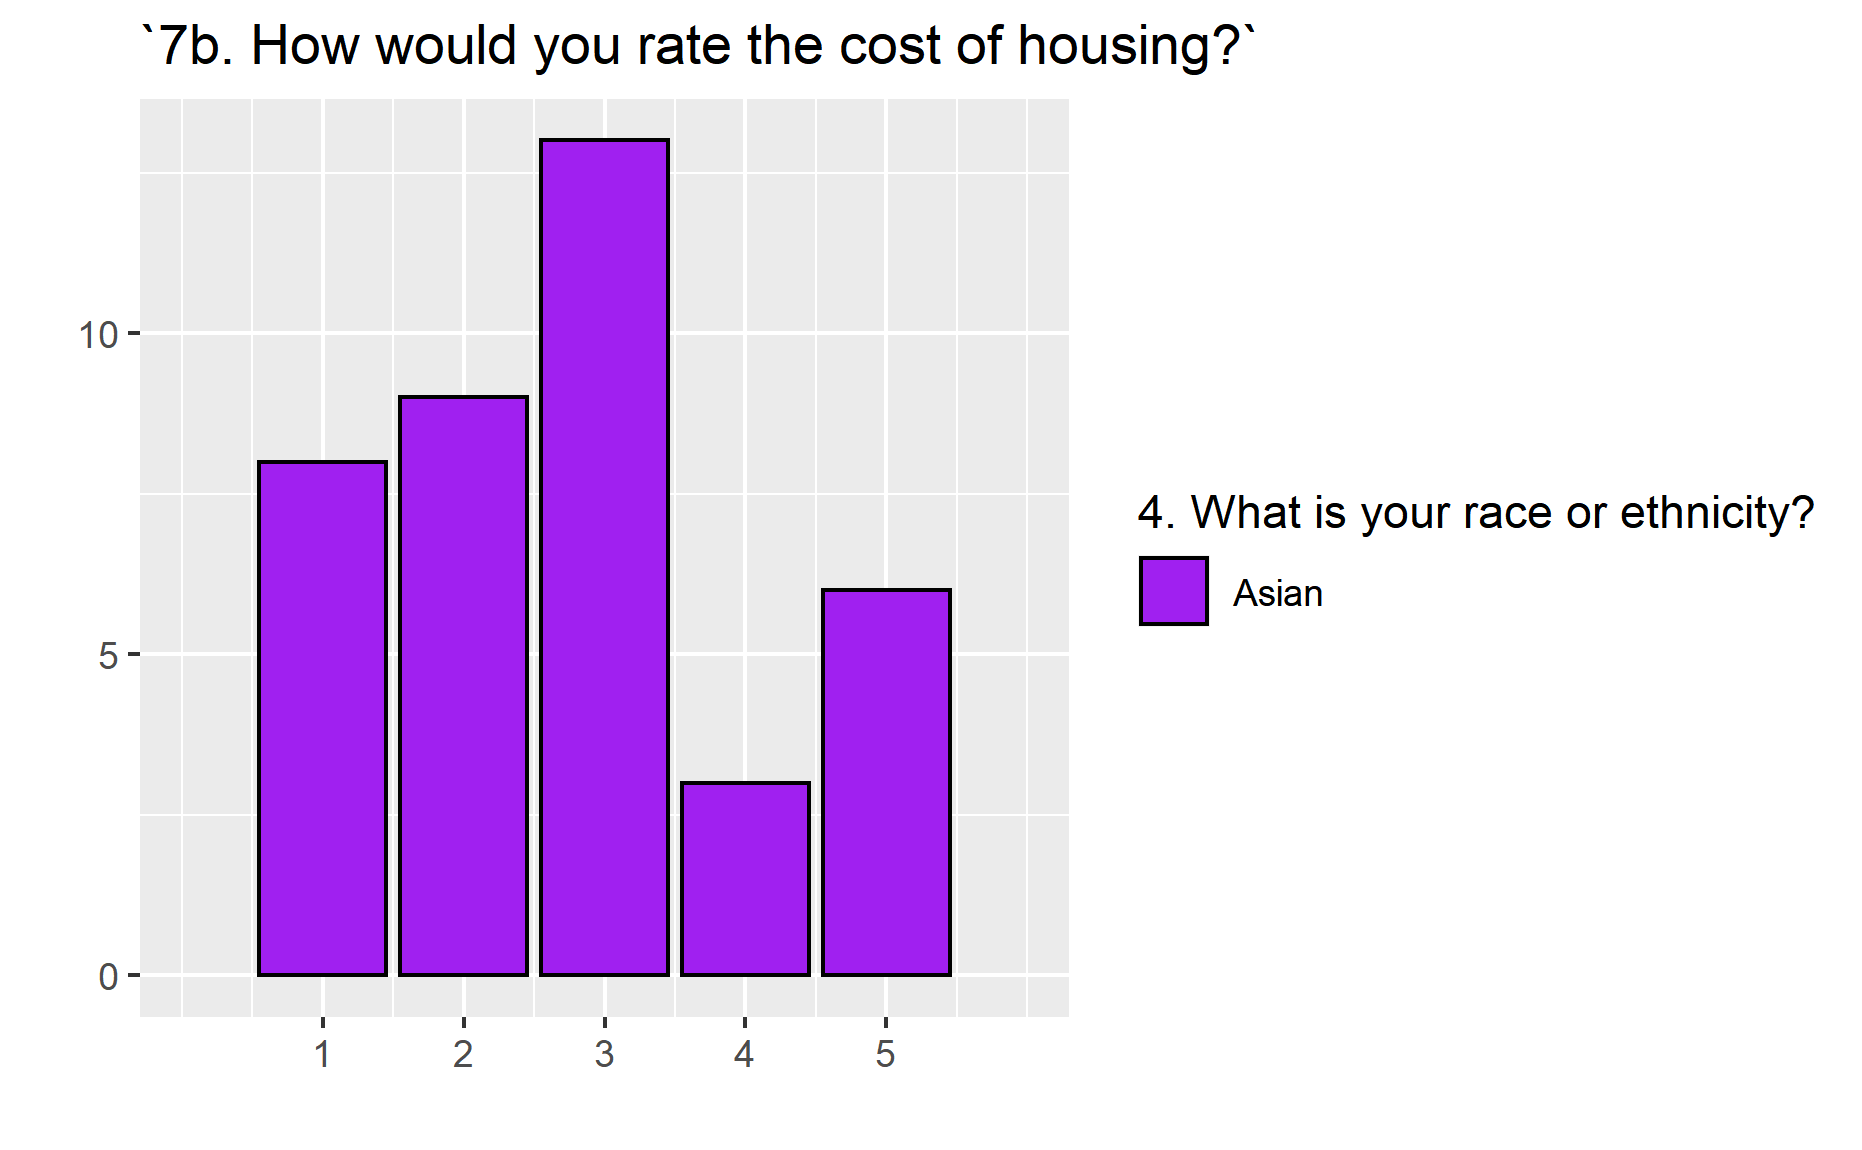 `7b. How would you rate the cost of housing?`
10
5
0
1 2 3 4 5
4. What is your race or ethnicity?
Asian